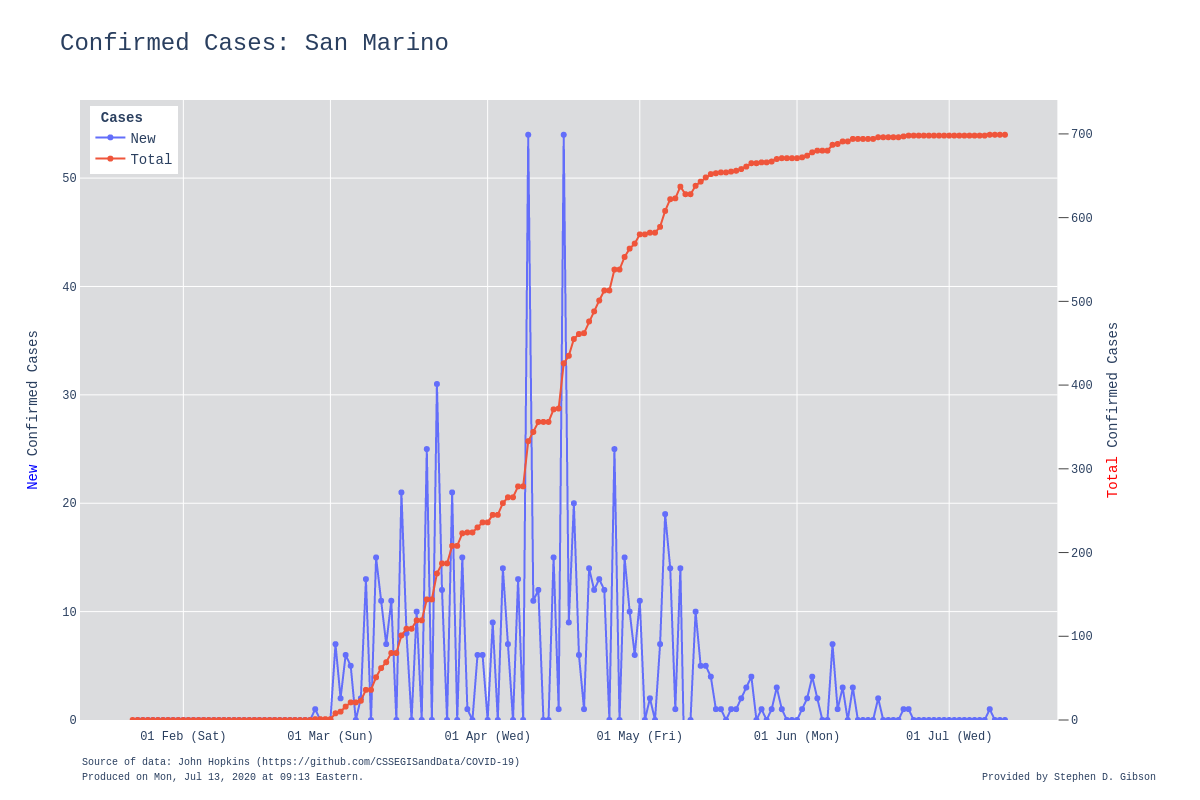 Confirmed Cases: San Marino
Cases
New
Total
50
40
30
20
10
0
New Confirmed Cases
700
600
500
400
300
200
100
0
Total Confirmed Cases
01 Feb (Sat)
01 Mar (Sun)
01 Apr (Wed)
01 May (Fri)
01 Jun (Mon)
01 Jul (Wed)
Source of data: John Hopkins (https://github.com/CSSEGISandData/COVID-19)
Produced on Mon, Jul 13, 2020 at 09:13 Eastern.
Provided by Stephen D. Gibson